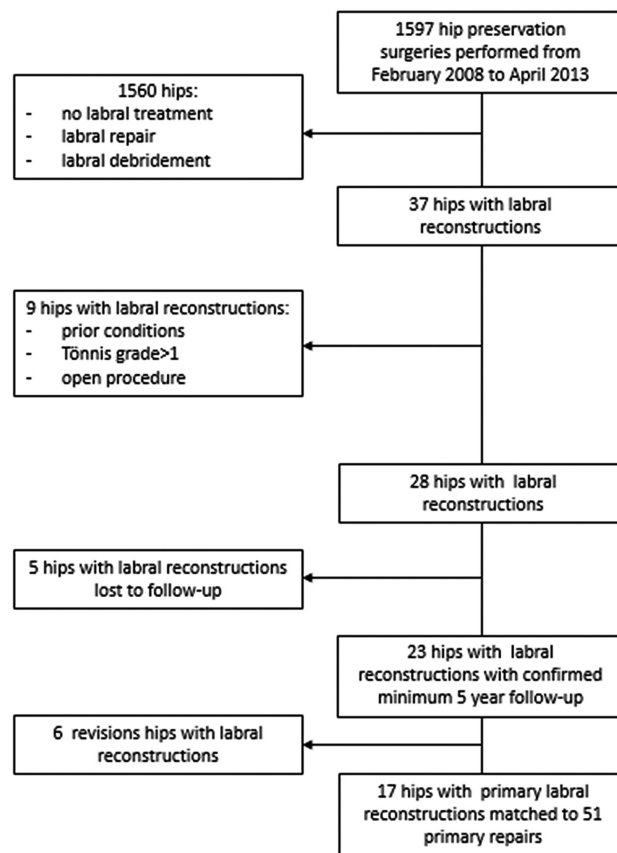 1597 hip preservation
surgeries performed from
February 2008 to April 2013
1560 hips:
- no labral treatment
- labral repair
- labral debridement
37 hips with labral
reconstructions
9 hips with labral reconstructions:
- prior conditions
- Tönnis grade>1
- open procedure
28 hips with labral
reconstructions
5 hips with labral reconstructions
lost to follow-up
23 hips with labral
reconstructions with confirmed
minimum 5 year follow-up
6 revisions hips with labral
reconstructions
17 hips with primary labral
reconstructions matched to 51
primary repairs